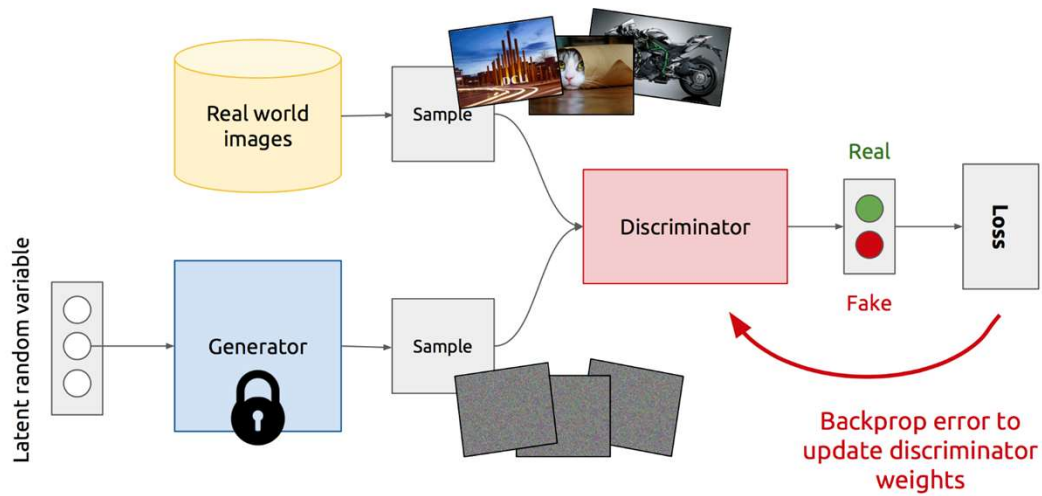 Real world
images
Sample
DCU
Real
Discriminator
Loss
Fake
Latent random variable
Generator
Sample
Backprop error to
update discriminator
weights